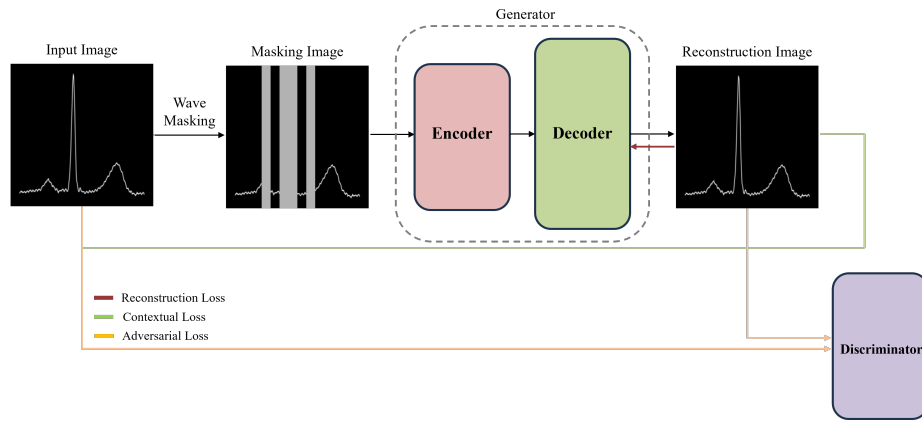 Generator
Input Image
Masking Image
Reconstruction Image
Wave
Masking
Encoder
Decoder
Reconstruction Loss
Contextual Loss
Adversarial Loss
Discriminator